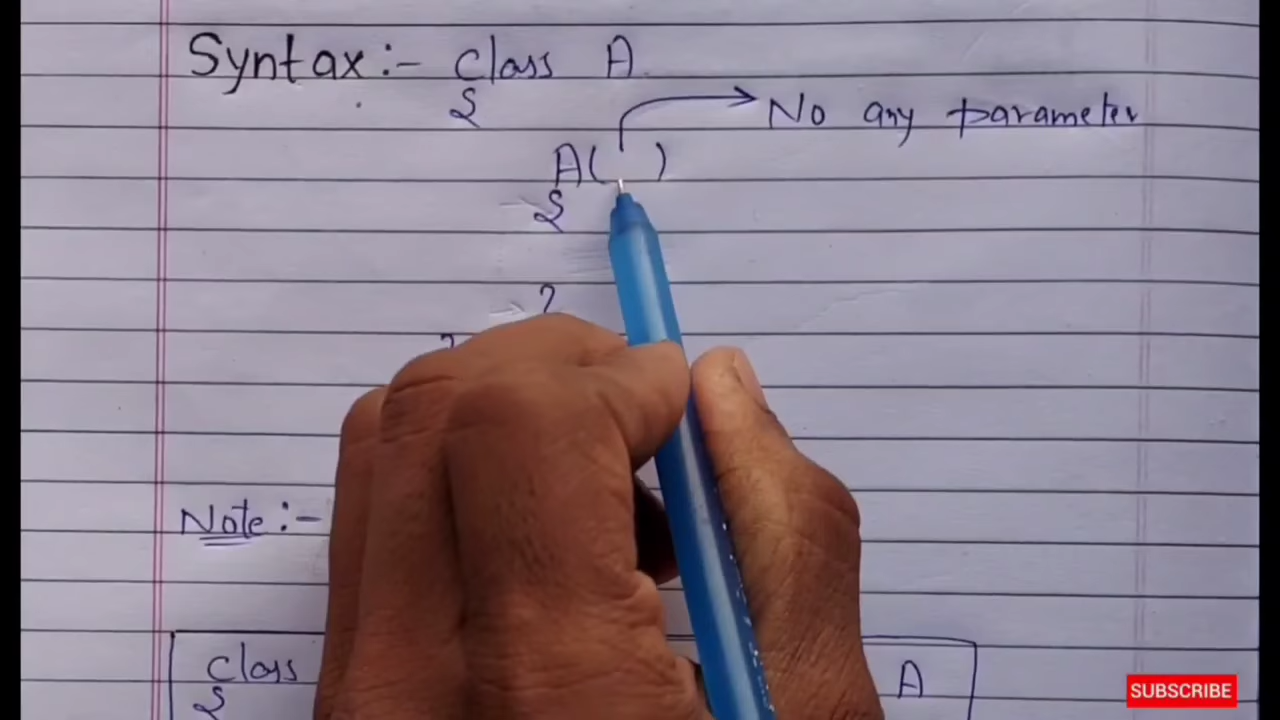 Syntax:- class A
{
No any parameter
A( )
{
}
}
Note:-
class A
{
SUBSCRIBE